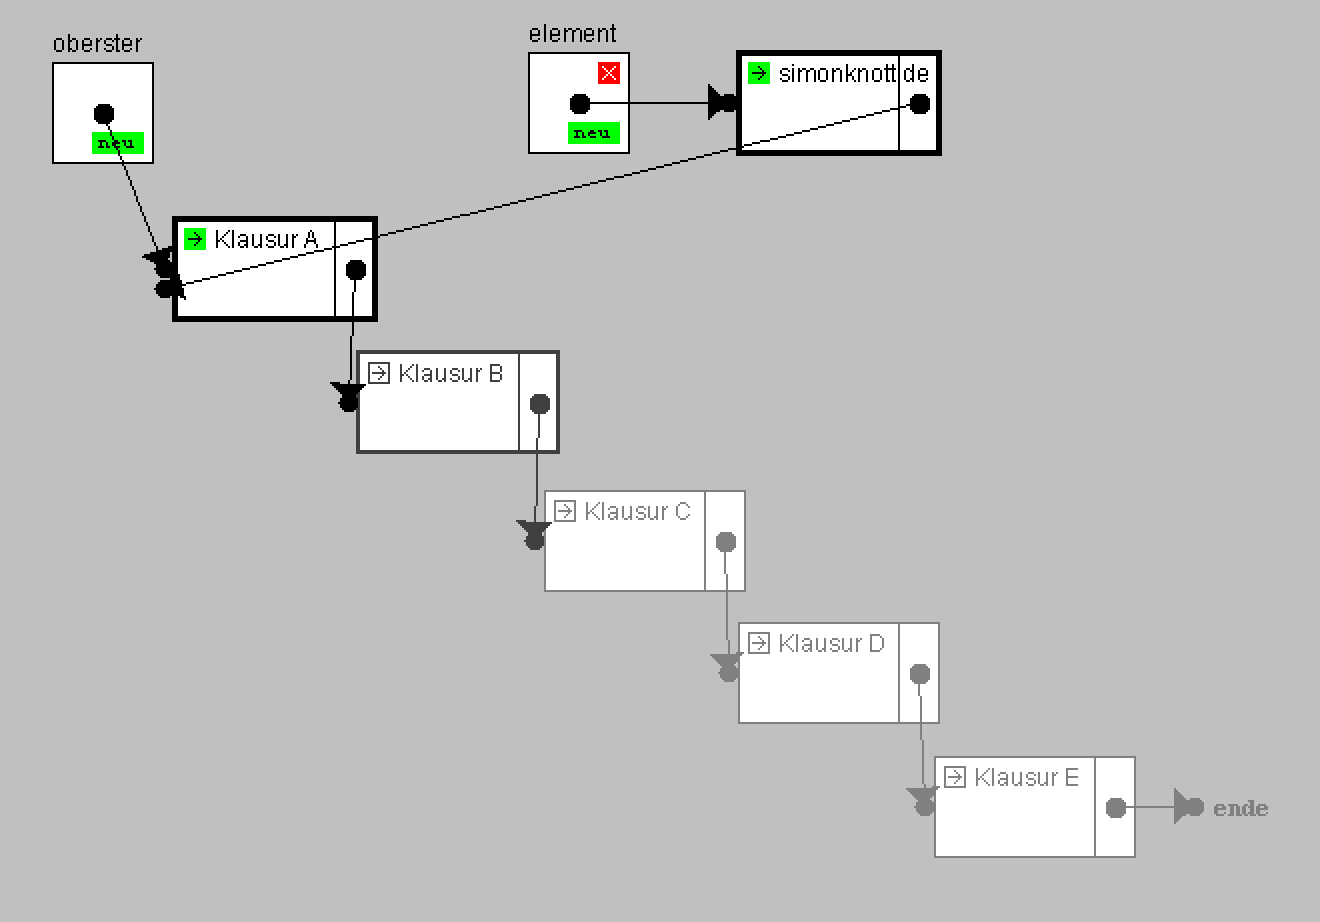 oberster
neu
element
neu
simonknott.de
Klausur A
Klausur B
Klausur C
Klausur D
Klausur E
ende